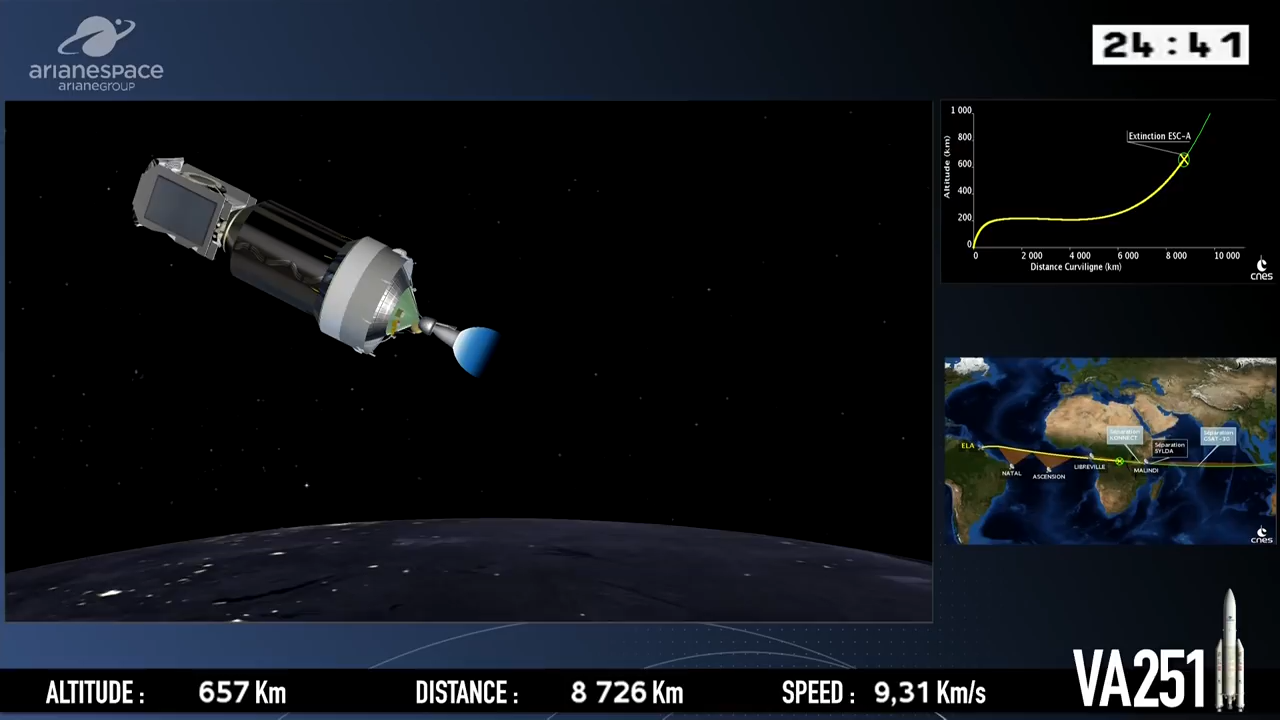 arianespace
arianeGROUP
24:41
1 000
800
600
400
200
0
Altitude (km)
Extinction ESC-A
0
2 000
4 000
6 000
8 000
10 000
Distance Curviligne (km)
cnes
ELA
NATAL
ASCENSION
LIBREVILLE
Séparation
KONNECT
Séparation
SYLDA
MALINDI
Séparation
GSAT-30
cnes
VA251
ALTITUDE : 657 Km
DISTANCE : 8 726 Km
SPEED : 9,31 Km/s